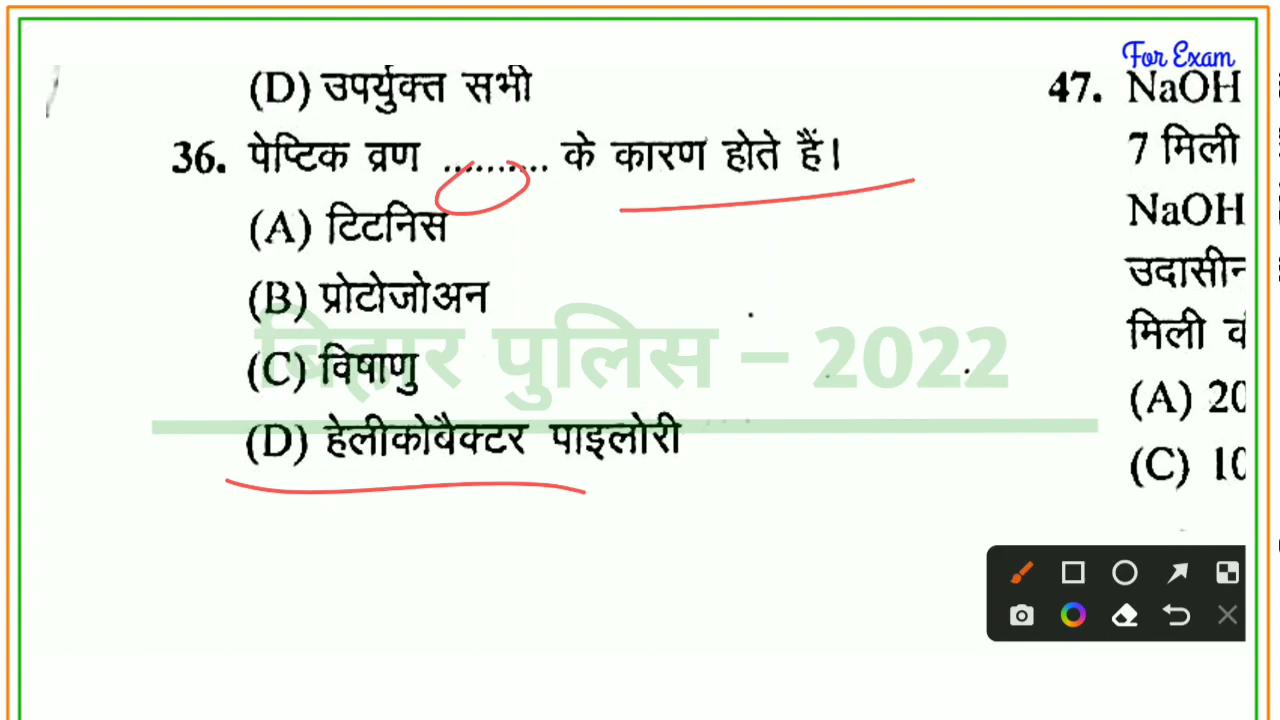 For Exam
(D) उपर्युक्त सभी
36. पेप्टिक व्रण .......... के कारण होते हैं।
(A) टिटनिस
(B) प्रोटोजोअन
(C) विषाणु
(D) हेलीकोबैक्टर पाइलोरी
बिहार पुलिस – 2022
47. NaOH
7 मिली
NaOH
उदासीन
मिली
(A) 20
(C) 10